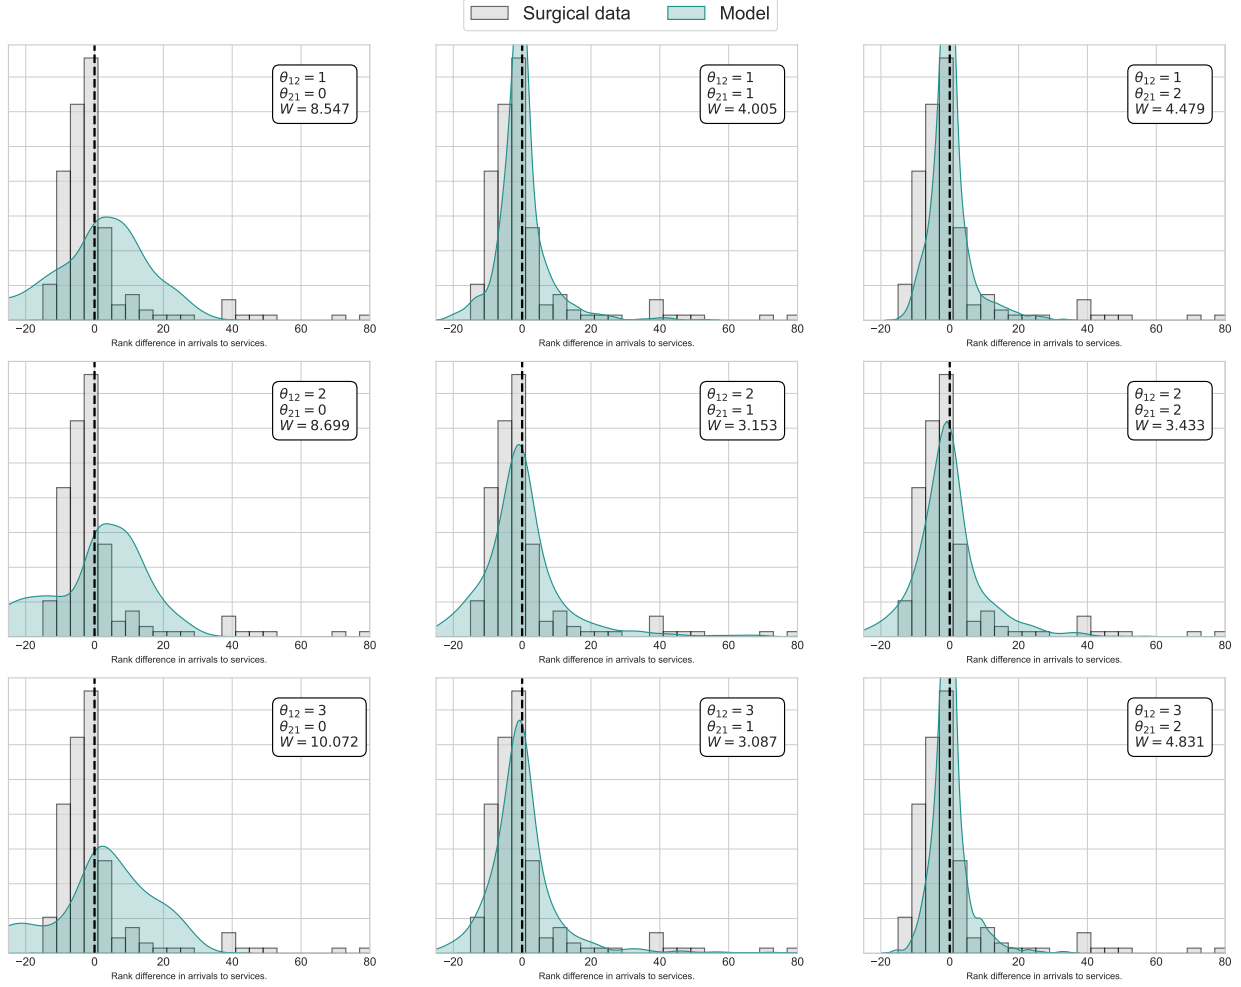 Surgical data Model
θ12 = 1
θ21 = 0
W = 8.547
−20 0 20 40 60 80
Rank difference in arrivals to services.
θ12 = 1
θ21 = 1
W = 4.005
−20 0 20 40 60 80
Rank difference in arrivals to services.
θ12 = 1
θ21 = 2
W = 4.479
−20 0 20 40 60 80
Rank difference in arrivals to services.
θ12 = 2
θ21 = 0
W = 8.699
−20 0 20 40 60 80
Rank difference in arrivals to services.
θ12 = 2
θ21 = 1
W = 3.153
−20 0 20 40 60 80
Rank difference in arrivals to services.
θ12 = 2
θ21 = 2
W = 3.433
−20 0 20 40 60 80
Rank difference in arrivals to services.
θ12 = 3
θ21 = 0
W = 10.072
−20 0 20 40 60 80
Rank difference in arrivals to services.
θ12 = 3
θ21 = 1
W = 3.087
−20 0 20 40 60 80
Rank difference in arrivals to services.
θ12 = 3
θ21 = 2
W = 4.831
−20 0 20 40 60 80
Rank difference in arrivals to services.